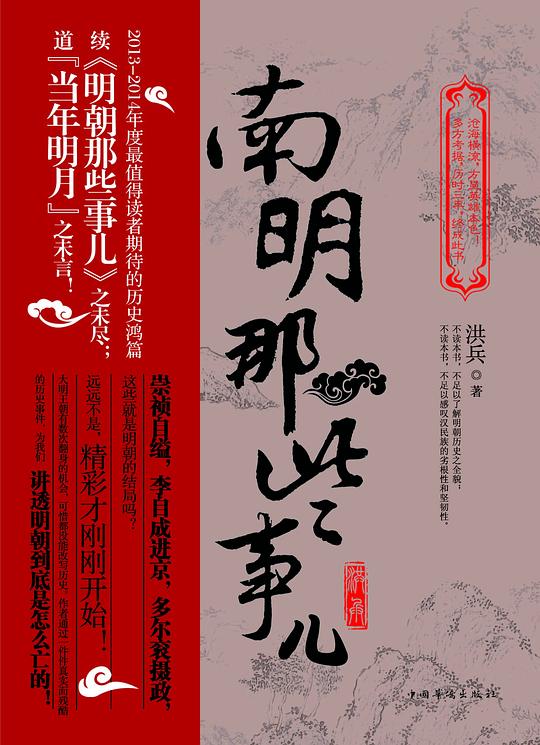 沧海横流，方显英雄本色！
多方考据，历时三年，终成此书
洪兵◎著
不读本书，不足以了解明朝历史之全貌；
不读本书，不足以感叹汉民族的劣根性和坚韧性。
南明那些事儿
中國華僑出版社
2013-2014年度最值得读者期待的历史鸿篇
续《明朝那些事儿》之未尽；
道『当年明月』之未言！
崇祯自缢，李自成进京，多尔衮摄政，
这些就是明朝的结局吗？
远远不是，精彩才刚刚开始！
大明王朝有数次翻身的机会，可惜都没能改写历史。作者通过一件件真实而残酷
的历史事件，为我们讲透明朝到底是怎么亡的！